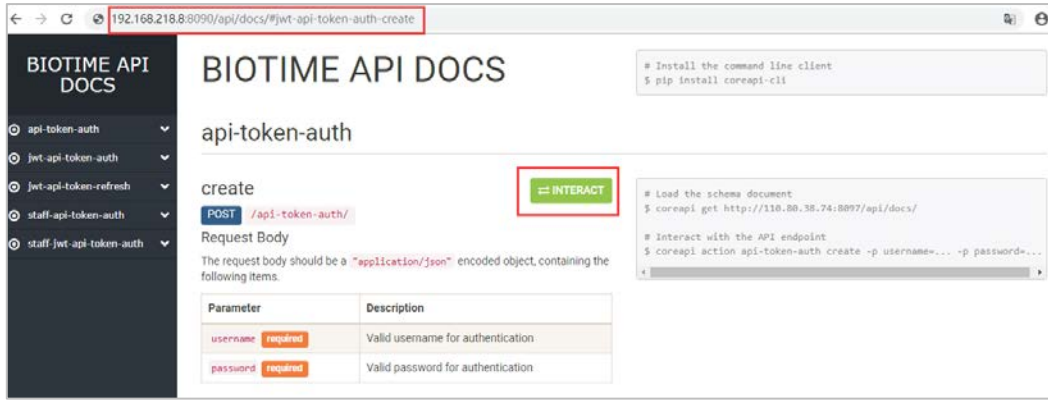 192.168.218.8:8090/api/docs/#jwt-api-token-auth-create
BIOTIME API
DOCS
api-token-auth
jwt-api-token-auth
jwt-api-token-refresh
staff-api-token-auth
staff-jwt-api-token-auth
BIOTIME API DOCS
# Install the command line client
$ pip install coreapi-cli
api-token-auth
create
INTERACT
POST /api-token-auth/
Request Body
The request body should be a "application/json" encoded object, containing the
following items.
Parameter Description
username required Valid username for authentication
password required Valid password for authentication
# Load the schema document
$ coreapi get http://110.80.38.74:8097/api/docs/
# Interact with the API endpoint
$ coreapi action api-token-auth create -p username=... -p password=...